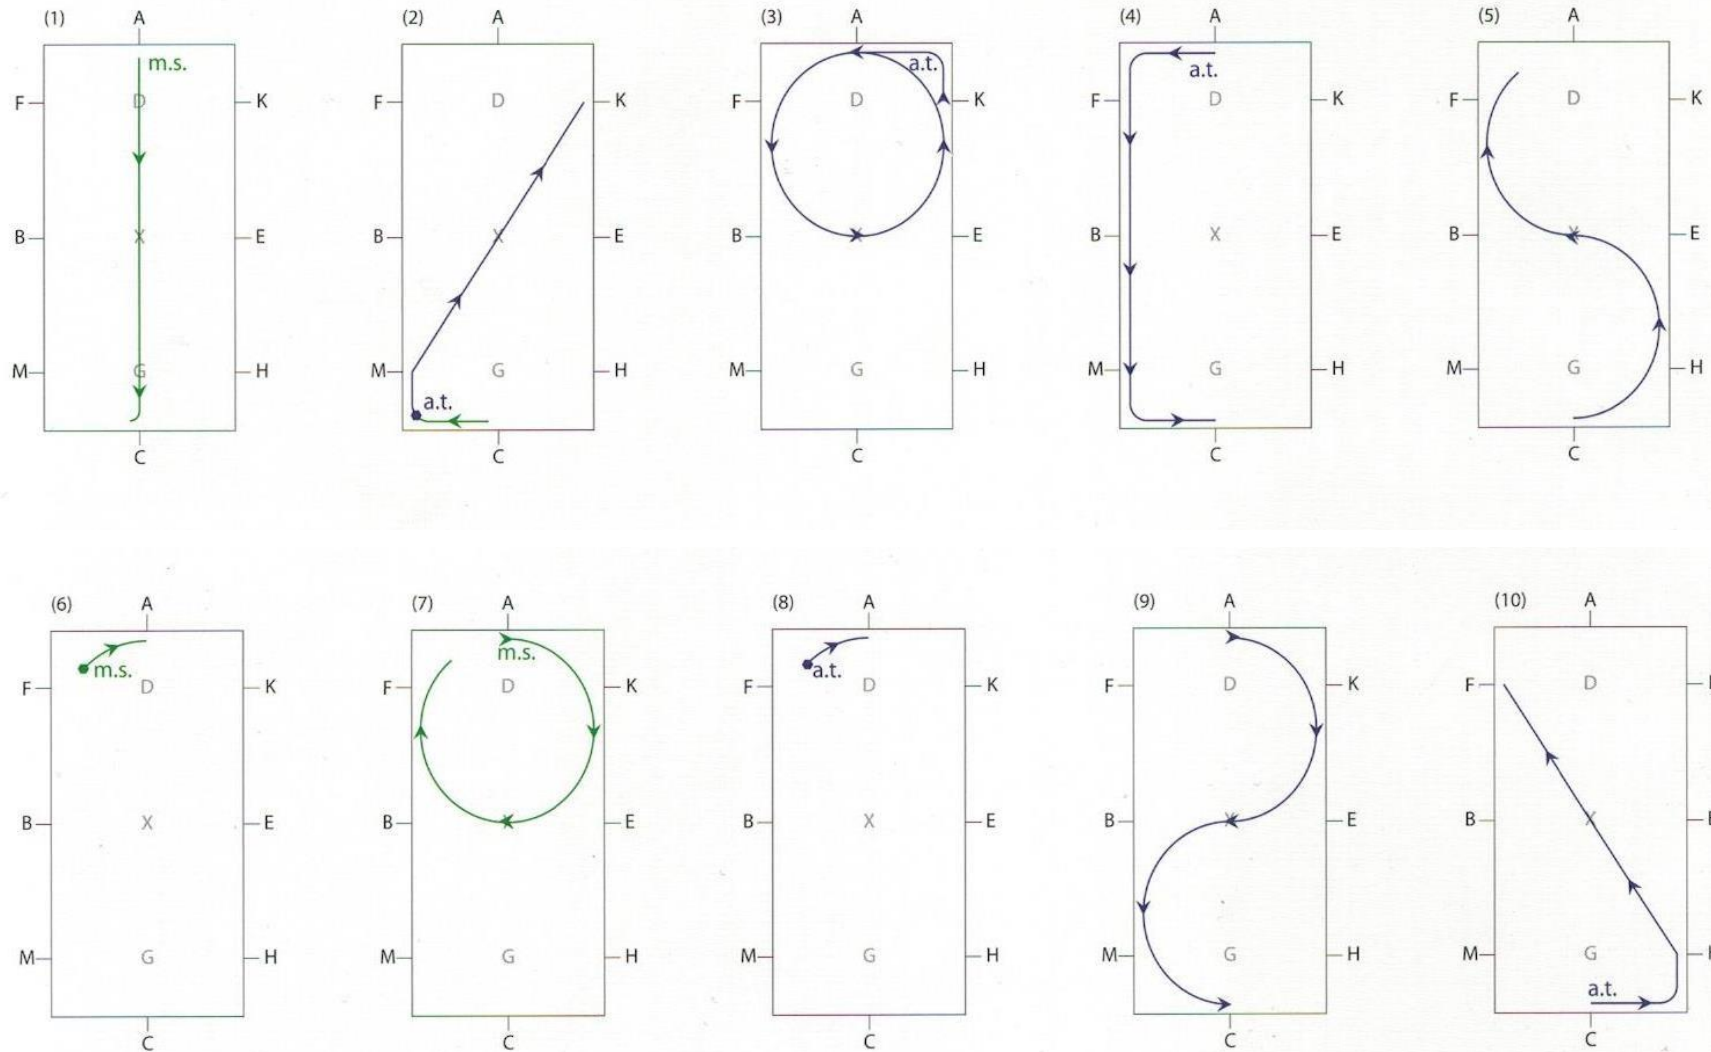 (1) A (2) A (3) A (4) A (5) A
m.s. a.t. a.t.
F D K F D K F D K F D K F D K
B X E B X E B X E B X E B X E
M G H M G H M G H M G H M G H
a.t.
C C C C C
(6) A (7) A (8) A (9) A (10) A
m.s. m.s. a.t.
F D K F D K F D K F D K F D
B X E B X E B X E B X E B X
M G H M G H M G H M G H M G
a.t.
C C C C C